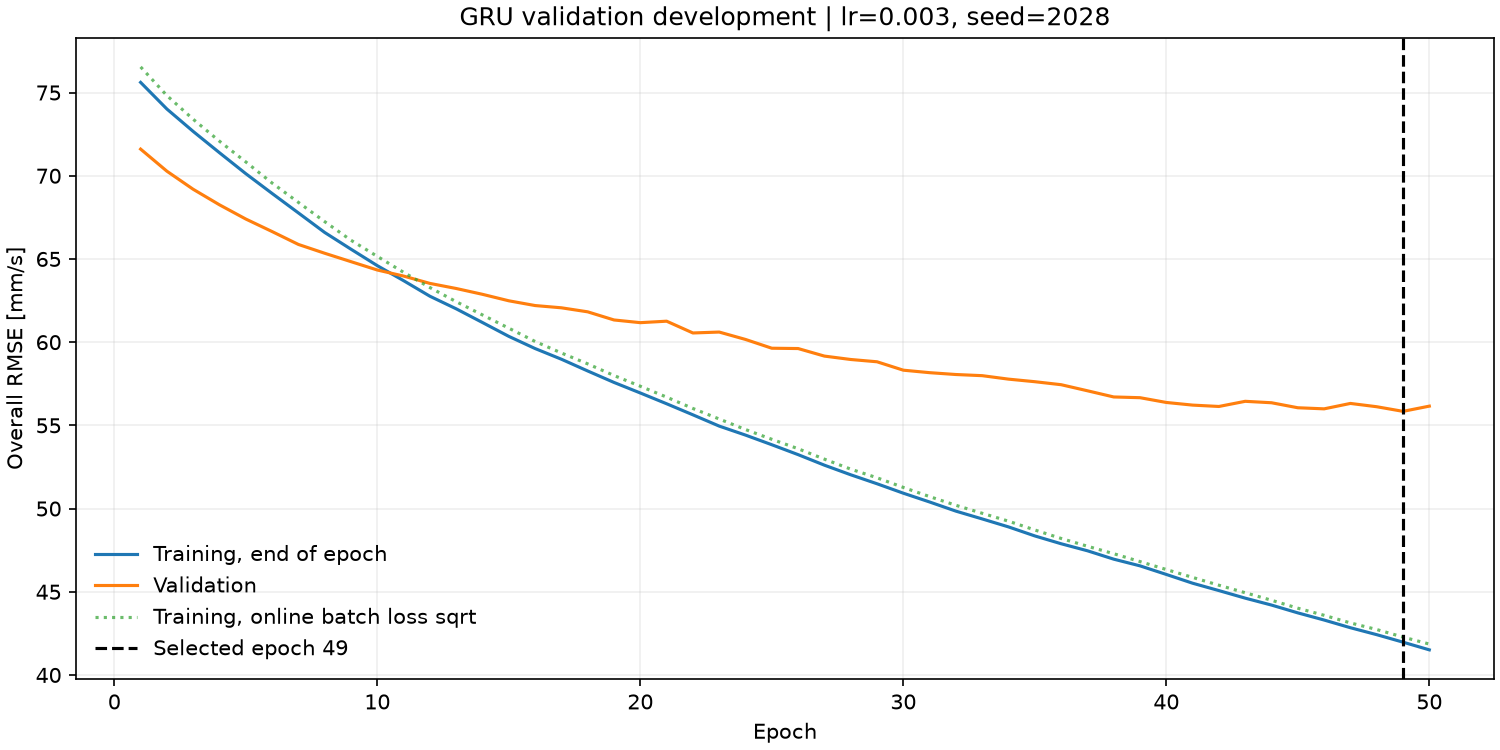 GRU validation development | lr=0.003, seed=2028
Overall RMSE [mm/s]
75
70
65
60
55
50
45
40
Training, end of epoch
Validation
Training, online batch loss sqrt
Selected epoch 49
0
10
20
30
40
50
Epoch